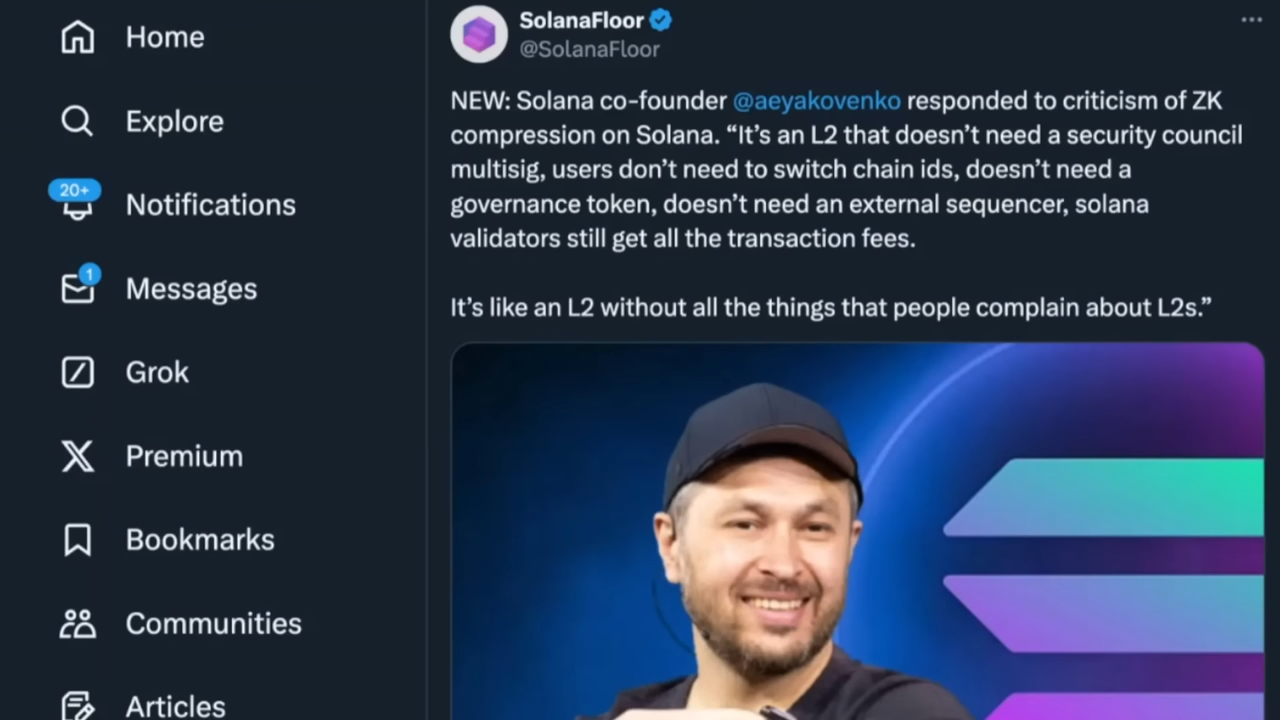 Home
Explore
20+
Notifications
1
Messages
Grok
Premium
Bookmarks
Communities
Articles
SolanaFloor
@SolanaFloor
NEW: Solana co-founder @aeyakovenko responded to criticism of ZK
compression on Solana. “It’s an L2 that doesn’t need a security council
multisig, users don’t need to switch chain ids, doesn’t need a
governance token, doesn’t need an external sequencer, solana
validators still get all the transaction fees.
It’s like an L2 without all the things that people complain about L2s.”